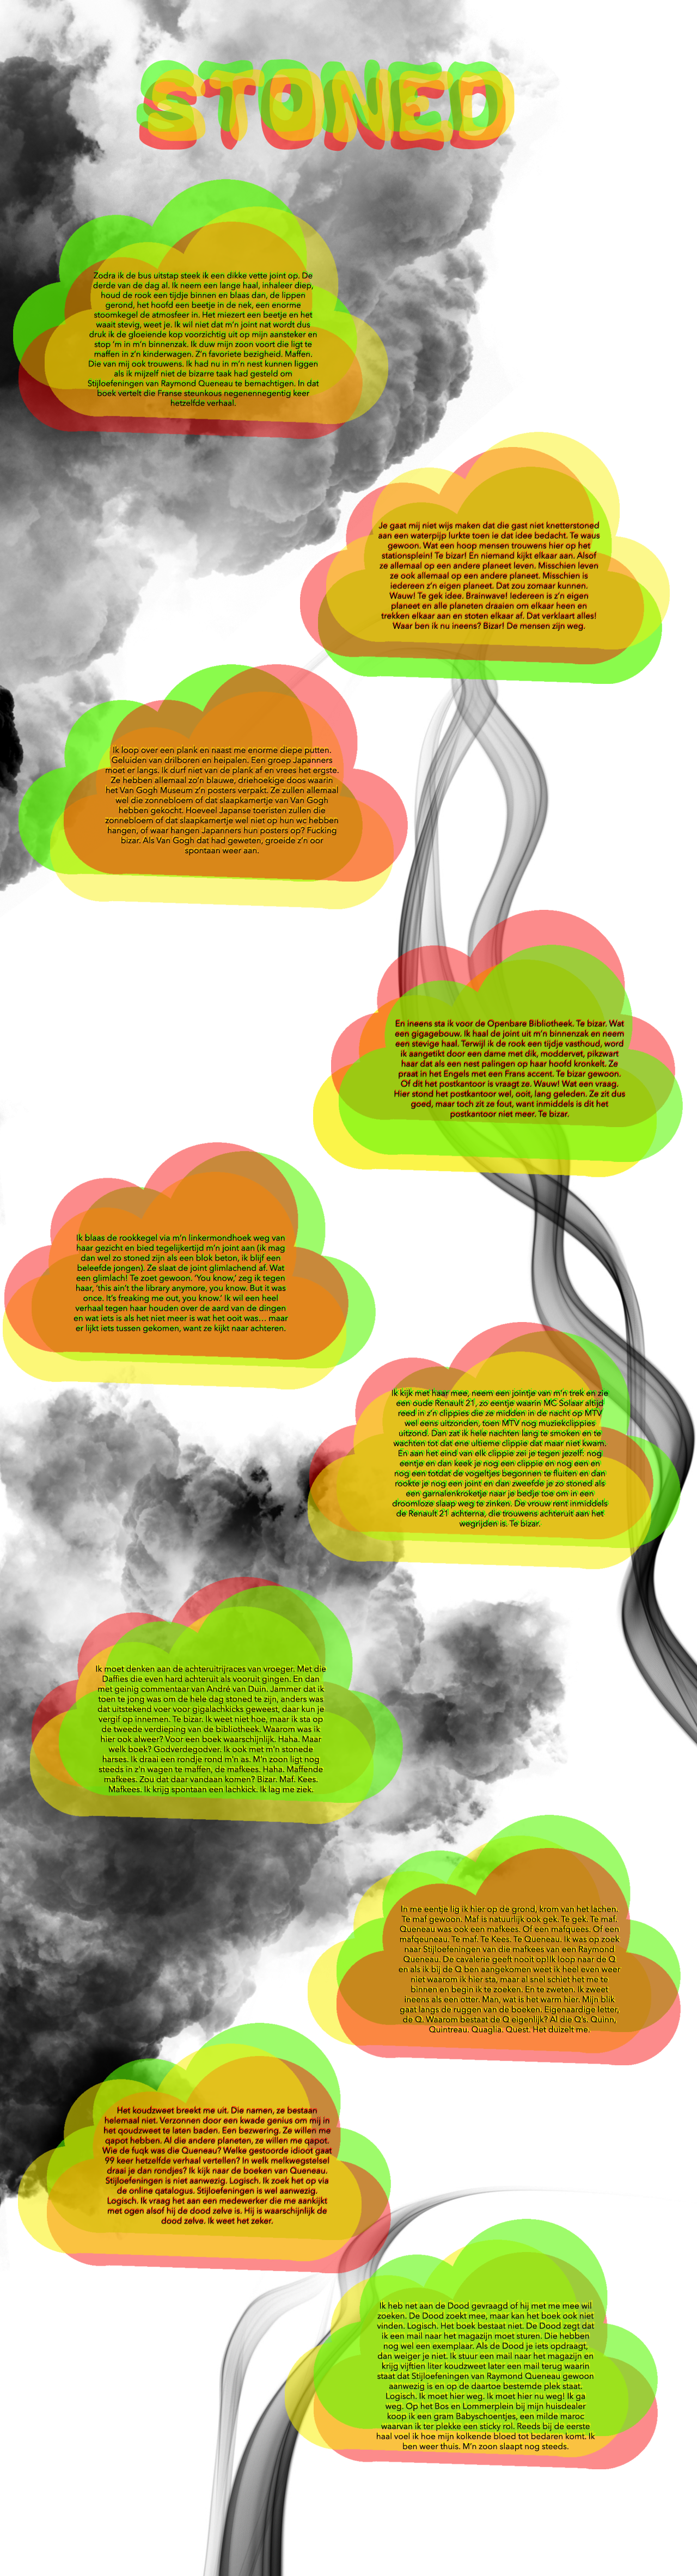 STONED
Zodra ik de bus uitstap steek ik een dikke vette joint op. De
derde van de dag al. Ik neem een lange haal, inhaleer diep,
houd de rook een tijdje binnen en blaas dan, de lippen
gerond, het hoofd een beetje in de nek, een enorme
stoomkegel de atmosfeer in. Het miezert een beetje en het
waait stevig, weet je. Ik wil niet dat m'n joint nat wordt dus
druk ik de gloeiende kop voorzichtig uit op mijn aansteker en
stop 'm in m'n binnenzak. Ik duw mijn zoon voort die ligt te
maffen in z'n kinderwagen. Z'n favoriete bezigheid. Maffen.
Die van mij ook trouwens. Ik had nu in m'n nest kunnen liggen
als ik mijzelf niet de bizarre taak had gesteld om
Stijloefeningen van Raymond Queneau te bemachtigen. In dat
boek vertelt die Franse steunkous negenennegentig keer
hetzelfde verhaal.
Je gaat mij niet wijs maken dat die gast niet knetterstoned
aan een waterpijp lurkte toen ie dat idee bedacht. Te waus
gewoon. Wat een hoop mensen trouwens hier op het
stationsplein! Te bizar! En niemand kijkt elkaar aan. Alsof
ze allemaal op een andere planeet leven. Misschien leven
ze ook allemaal op een andere planeet. Misschien is
iedereen z'n eigen planeet. Dat zou zomaar kunnen.
Wauw! Te gek idee. Brainwave! Iedereen is z'n eigen
planeet en alle planeten draaien om elkaar heen en
trekken elkaar aan en stoten elkaar af. Dat verklaart alles!
Waar ben ik nu ineens? Bizar! De mensen zijn weg.
Ik loop over een plank en naast me enorme diepe putten.
Geluiden van drilboren en heipalen. Een groep Japanners
moet er langs. Ik durf niet van de plank af en vrees het ergste.
Ze hebben allemaal zo'n blauwe, driehoekige doos waarin
het Van Gogh Museum z'n posters verpakt. Ze zullen allemaal
wel die zonnebloem of dat slaapkamertje van Van Gogh
hebben gekocht. Hoeveel Japanse toeristen zullen die
zonnebloem of dat slaapkamertje wel niet op hun wc hebben
hangen, of waar hangen Japanners hun posters op? Fucking
bizar. Als Van Gogh dat had geweten, groeide z'n oor
spontaan weer aan.
En ineens sta ik voor de Openbare Bibliotheek. Te bizar. Wat
een gigagebouw. Ik haal de joint uit m'n binnenzak en neem
een stevige haal. Terwijl ik de rook een tijdje vasthoud, word
ik aangetikt door een dame met dik, moddervet, pikzwart
haar dat als een nest palingen op haar hoofd kronkelt. Ze
praat in het Engels met een Frans accent. Te bizar gewoon.
Of dit het postkantoor is vraagt ze. Wauw! Wat een vraag.
Hier stond het postkantoor wel, ooit, lang geleden. Ze zit dus
goed, maar toch zit ze fout, want inmiddels is dit het
postkantoor niet meer. Te bizar.
Ik blaas de rookkegel via m'n linkermondhoek weg van
haar gezicht en bied tegelijkertijd m'n joint aan (ik mag
dan wel zo stoned zijn als een blok beton, ik blijf een
beleefde jongen). Ze slaat de joint glimlachend af. Wat
een glimlach! Te zoet gewoon. 'You know,' zeg ik tegen
haar, 'this ain't the library anymore, you know. But it was
once. It's freaking me out, you know.' Ik wil een heel
verhaal tegen haar houden over de aard van de dingen
en wat iets is als het niet meer is wat het ooit was... maar
er lijkt iets tussen gekomen, want ze kijkt naar achteren.
Ik kijk met haar mee, neem een jointje van m'n trek en zie
een oude Renault 21, zo eentje waarin MC Solaar altijd
reed in z'n clippies die ze midden in de nacht op MTV
wel eens uitzonden, toen MTV nog muziekclippies
uitzond. Dan zat ik hele nachten lang te smoken en te
wachten tot dat ene ultieme clippie dat maar niet kwam.
En aan het eind van elk clippie zei je tegen jezelf: nog
eentje en dan keek je nog een clippie en nog een en
nog een totdat de vogeltjes begonnen te fluiten en dan
rookte je nog een joint en dan zweefde je zo stoned als
een garnalenkroketje naar je bedje toe om in een
droomloze slaap weg te zinken. De vrouw rent inmiddels
de Renault 21 achterna, die trouwens achteruit aan het
wegrijden is. Te bizar.
Ik moet denken aan de achteruitrijraces van vroeger. Met die
Daffies die even hard achteruit als vooruit gingen. En dan
met geinig commentaar van André van Duin. Jammer dat ik
toen te jong was om de hele dag stoned te zijn, anders was
dat uitstekend voer voor gigalachkicks geweest, daar kun je
vergif op innemen. Te bizar. Ik weet niet hoe, maar ik sta op
de tweede verdieping van de bibliotheek. Waarom was ik
hier ook alweer? Voor een boek waarschijnlijk. Haha. Maar
welk boek? Godverdegodver. Ik ook met m'n stonede
harses. Ik draai een rondje rond m'n as. M'n zoon ligt nog
steeds in z'n wagen te maffen, de mafkees. Haha. Maffende
mafkees. Zou dat daar vandaan komen? Bizar. Maf. Kees.
Mafkees. Ik krijg spontaan een lachkick. Ik lag me ziek.
In me eentje lig ik hier op de grond, krom van het lachen.
Te maf gewoon. Maf is natuurlijk ook gek. Te gek. Te maf.
Queneau was ook een mafkees. Of een mafquees. Of een
mafqeuneau. Te maf. Te Kees. Te Queneau. Ik was op zoek
naar Stijloefeningen van die mafkees van een Raymond
Queneau. De cavalerie geeft nooit op!Ik loop naar de Q
en als ik bij de Q ben aangekomen weet ik heel even weer
niet waarom ik hier sta, maar al snel schiet het me te
binnen en begin ik te zoeken. En te zweten. Ik zweet
ineens als een otter. Man, wat is het warm hier. Mijn blik
gaat langs de ruggen van de boeken. Eigenaardige letter,
de Q. Waarom bestaat de Q eigenlijk? Al die Q's. Quinn,
Quintreau. Quaglia. Quest. Het duizelt me.
Het koudzweet breekt me uit. Die namen, ze bestaan
helemaal niet. Verzonnen door een kwade genius om mij in
het qoudzweet te laten baden. Een bezwering. Ze willen me
qapot hebben. Al die andere planeten, ze willen me qapot.
Wie de fuqk was die Queneau? Welke gestoorde idioot gaat
99 keer hetzelfde verhaal vertellen? In welk melkwegstelsel
draai je dan rondjes? Ik kijk naar de boeken van Queneau.
Stijloefeningen is niet aanwezig. Logisch. Ik zoek het op via
de online qatalogus. Stijloefeningen is wel aanwezig.
Logisch. Ik vraag het aan een medewerker die me aankijkt
met ogen alsof hij de dood zelve is. Hij is waarschijnlijk de
dood zelve. Ik weet het zeker.
Ik heb net aan de Dood gevraagd of hij met me mee wil
zoeken. De Dood zoekt mee, maar kan het boek ook niet
vinden. Logisch. Het boek bestaat niet. De Dood zegt dat
ik een mail naar het magazijn moet sturen. Die hebben
nog wel een exemplaar. Als de Dood je iets opdraagt,
dan weiger je niet. Ik stuur een mail naar het magazijn en
krijg vijftien liter koudzweet later een mail terug waarin
staat dat Stijloefeningen van Raymond Queneau gewoon
aanwezig is en op de daartoe bestemde plek staat.
Logisch. Ik moet hier weg. Ik moet hier nu weg! Ik ga
weg. Op het Bos en Lommerplein bij mijn huisdealer
koop ik een gram Babyschoentjes, een milde maroc
waarvan ik ter plekke een sticky rol. Reeds bij de eerste
haal voel ik hoe mijn kolkende bloed tot bedaren komt. Ik
ben weer thuis. M'n zoon slaapt nog steeds.